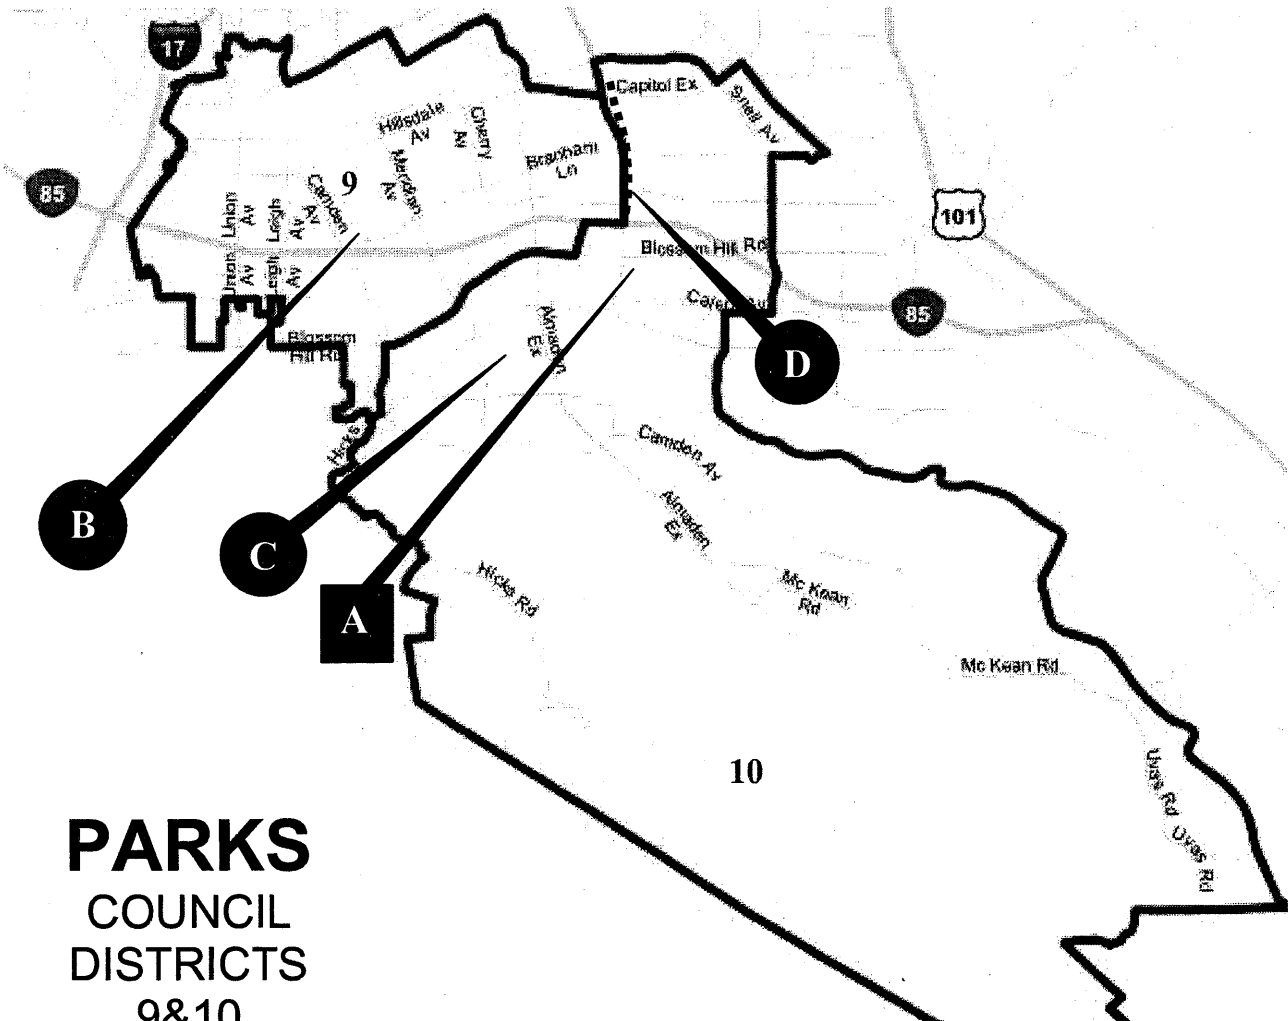 17
Capitol Ex
Snell Av
Hillsdale
Av
Cherry
Av
Branham
Ln
85
9
Meridian
Av
Camden
Av
Union
Av
Leigh
Av
101
Union
Av
Leigh
Av
Blossom Hill Rd
85
Blossom
Hill Rd
Almaden
Ex
D
Hicks
Camden Av
B
Almaden
Ex
C
Hicks Rd
Mc Kean
Rd
A
Mc Kean Rd
10
Uvas Rd
Uvas Rd
PARKS
COUNCIL
DISTRICTS
9&10